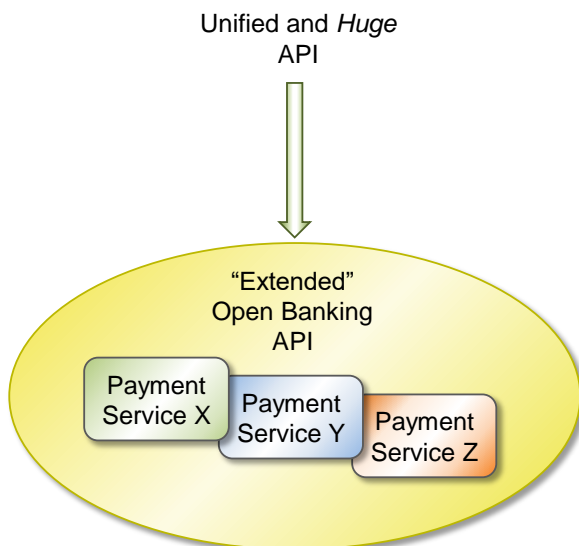 Unified and Huge
API
“Extended”
Open Banking
API
Payment
Service X
Payment
Service Y
Payment
Service Z